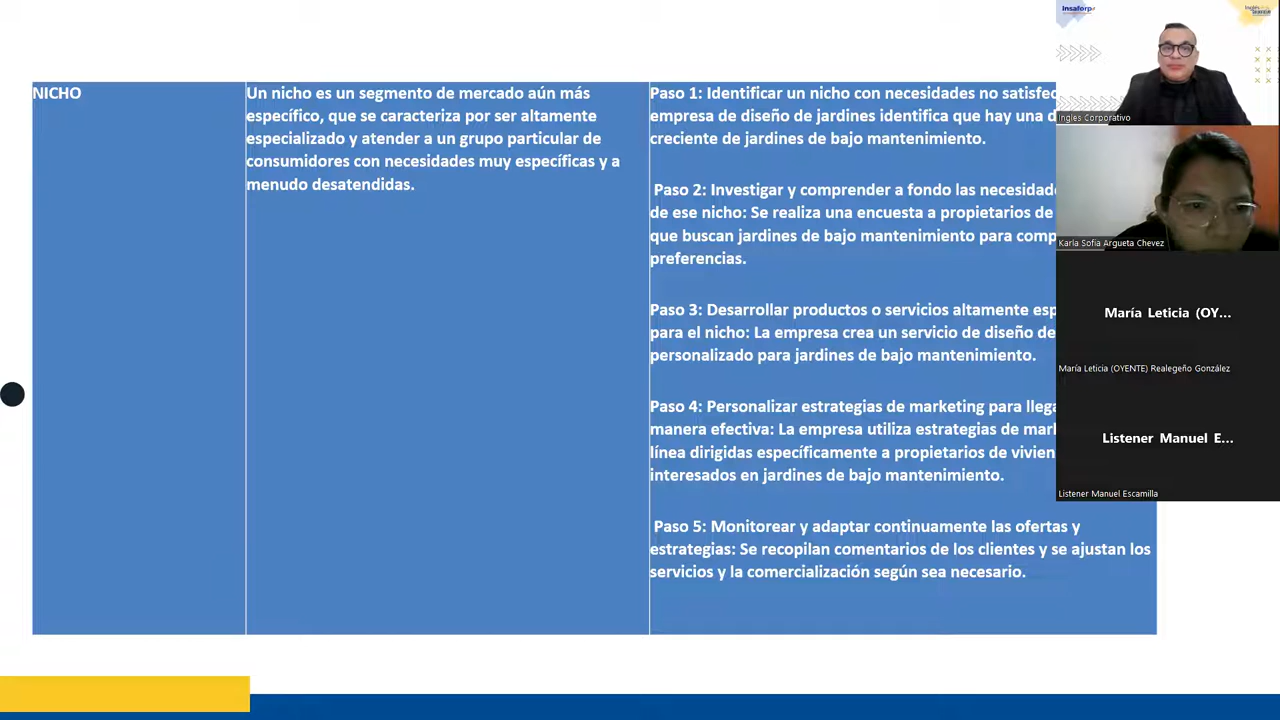 NICHO
Un nicho es un segmento de mercado aún más
específico, que se caracteriza por ser altamente
especializado y atender a un grupo particular de
consumidores con necesidades muy específicas y a
menudo desatendidas.
Paso 1: Identificar un nicho con necesidades no satisfec
empresa de diseño de jardines identifica que hay una d
creciente de jardines de bajo mantenimiento.
Paso 2: Investigar y comprender a fondo las necesidad
de ese nicho: Se realiza una encuesta a propietarios de
que buscan jardines de bajo mantenimiento para comp
preferencias.
Paso 3: Desarrollar productos o servicios altamente esp
para el nicho: La empresa crea un servicio de diseño de
personalizado para jardines de bajo mantenimiento.
Paso 4: Personalizar estrategias de marketing para llega
manera efectiva: La empresa utiliza estrategias de mark
línea dirigidas específicamente a propietarios de vivien
interesados en jardines de bajo mantenimiento.
Paso 5: Monitorear y adaptar continuamente las ofertas y
estrategias: Se recopilan comentarios de los clientes y se ajustan los
servicios y la comercialización según sea necesario.
insaforp
Ingles Corporativo
Karla Sofia Argueta Chevez
María Leticia (OY...
María Leticia (OYENTE) Realegeño González
Listener Manuel E...
Listener Manuel Escamilla